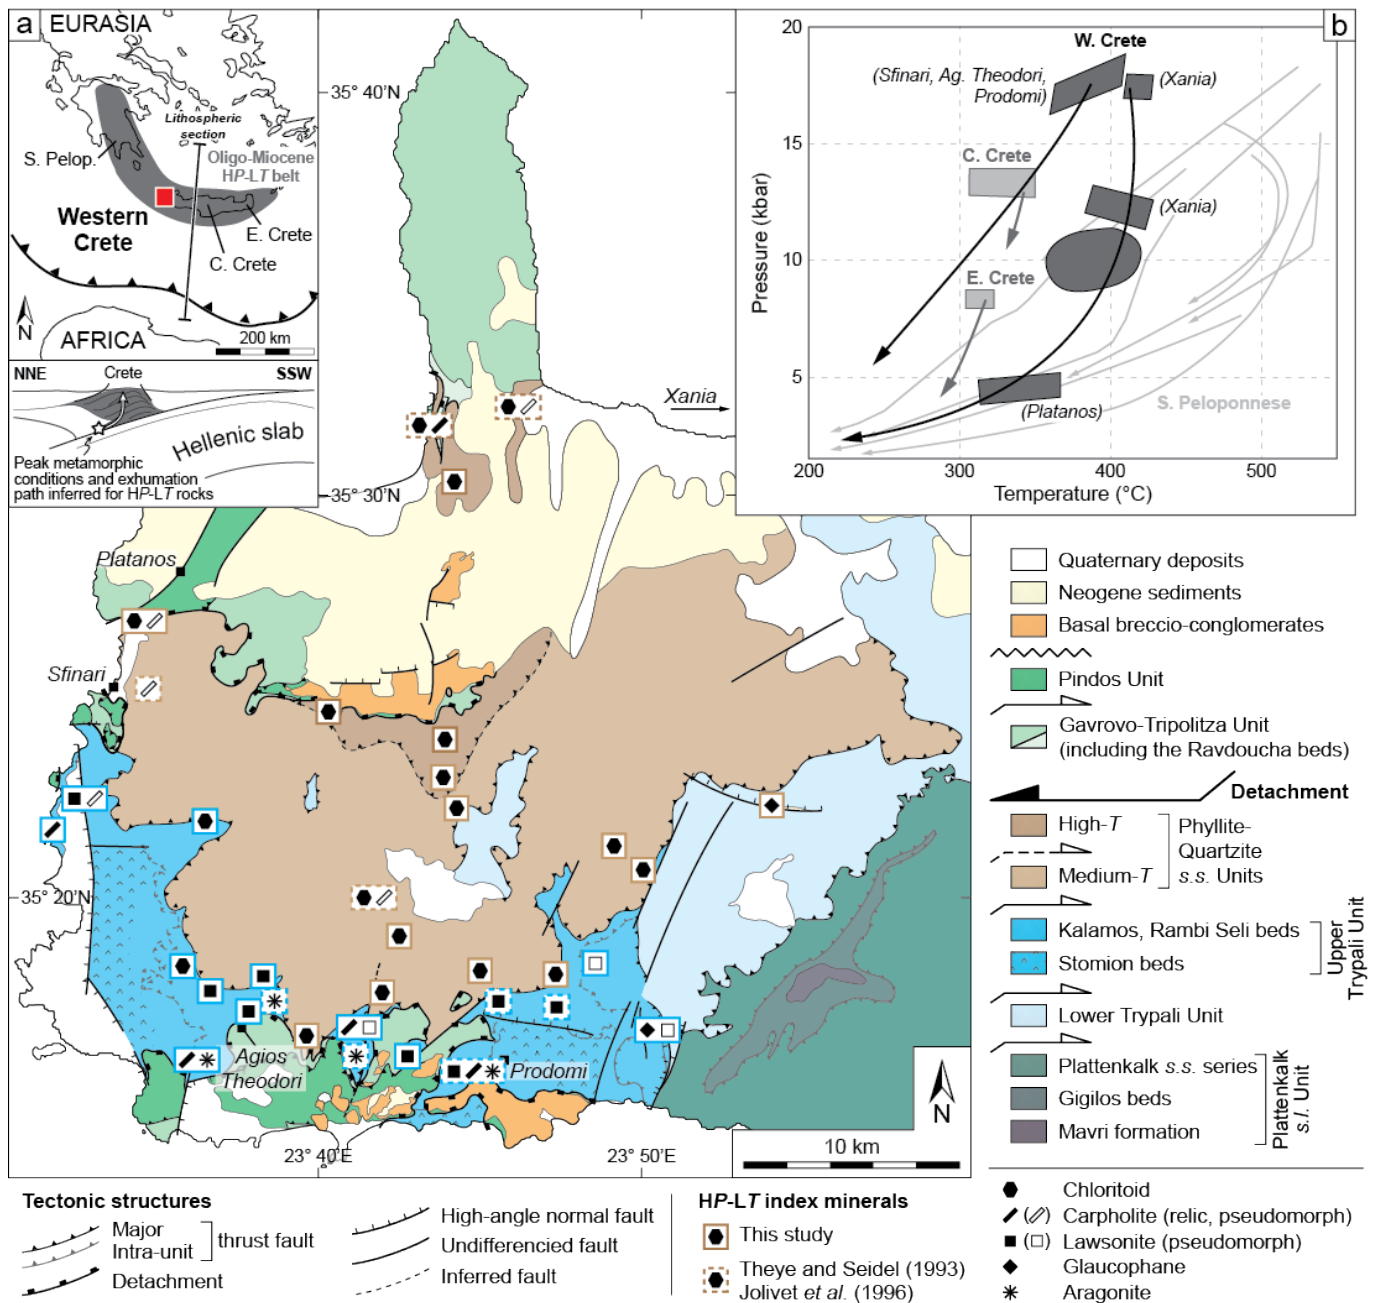 a
EURASIA
Lithospheric
section
S. Pelop.
Oligo-Miocene
HP-LT belt
Western
Crete
E. Crete
C. Crete
N
AFRICA
200 km
NNE
Crete
SSW
Hellenic slab
Peak metamorphic
conditions and exhumation
path inferred for HP-LT rocks
b
20
15
10
5
200
300
400
500
Pressure (kbar)
Temperature (°C)
W. Crete
(Sfinari, Ag. Theodori,
Prodomi)
(Xania)
C. Crete
(Xania)
E. Crete
(Platanos)
S. Peloponnese
35° 40'N
Xania
35° 30'N
Platanos
Sfinari
35° 20'N
Agios
Theodori
Prodomi
N
10 km
23° 40'E
23° 50'E
Quaternary deposits
Neogene sediments
Basal breccio-conglomerates
Pindos Unit
Gavrovo-Tripolitza Unit
(including the Ravdoucha beds)
Detachment
High-T
Medium-T
Phyllite-
Quartzite
s.s. Units
Kalamos, Rambi Seli beds
Stomion beds
Upper
Trypali Unit
Lower Trypali Unit
Plattenkalk s.s. series
Gigilos beds
Mavri formation
Plattenkalk
s.l. Unit
Tectonic structures
Major
Intra-unit
thrust fault
Detachment
High-angle normal fault
Undifferencied fault
Inferred fault
HP-LT index minerals
This study
Theye and Seidel (1993)
Jolivet et al. (1996)
Chloritoid
Carpholite (relic, pseudomorph)
Lawsonite (pseudomorph)
Glaucophane
Aragonite